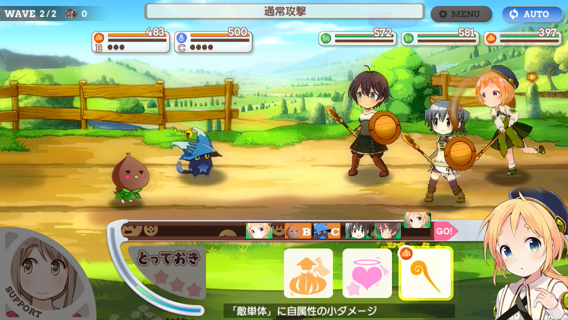 WAVE 2/2 0
通常攻撃
MENU
AUTO
483
B
500
C
572
581
397
B C GO!
とっておき
SUPPORT
「敵単体」に自属性の小ダメージ